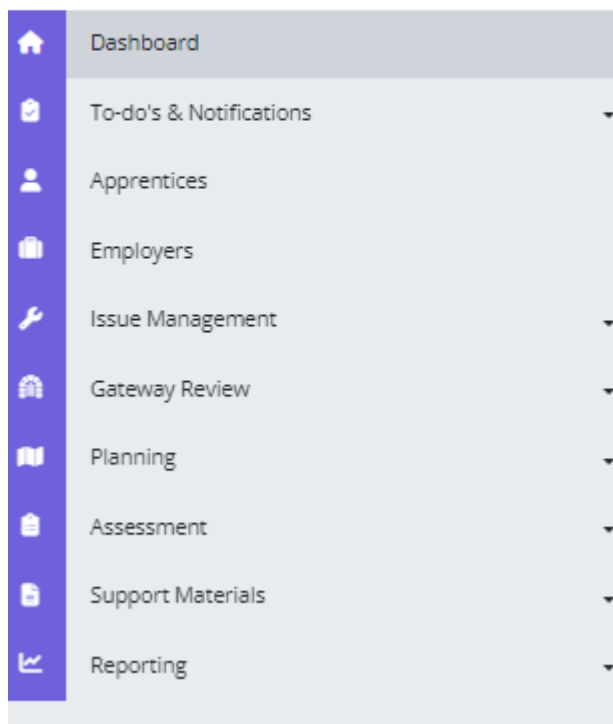 Dashboard
To-do's & Notifications
Apprentices
Employers
Issue Management
Gateway Review
Planning
Assessment
Support Materials
Reporting